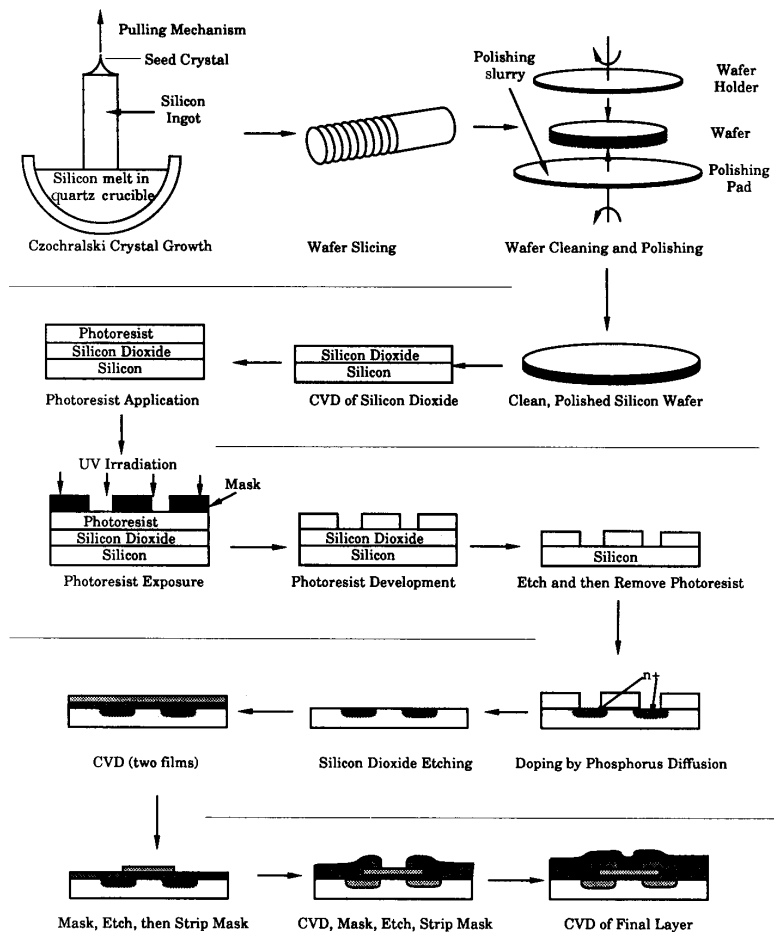 Pulling Mechanism
Seed Crystal
Silicon
Ingot
Silicon melt in
quartz crucible
Czochralski Crystal Growth
Wafer Slicing
Polishing
slurry
Wafer
Holder
Wafer
Polishing
Pad
Wafer Cleaning and Polishing
Photoresist
Silicon Dioxide
Silicon
Photoresist Application
Silicon Dioxide
Silicon
CVD of Silicon Dioxide
Clean, Polished Silicon Wafer
UV Irradiation
Mask
Photoresist
Silicon Dioxide
Silicon
Photoresist Exposure
Silicon Dioxide
Silicon
Photoresist Development
Silicon
Etch and then Remove Photoresist
CVD (two films)
Silicon Dioxide Etching
n+
Doping by Phosphorus Diffusion
Mask, Etch, then Strip Mask
CVD, Mask, Etch, Strip Mask
CVD of Final Layer